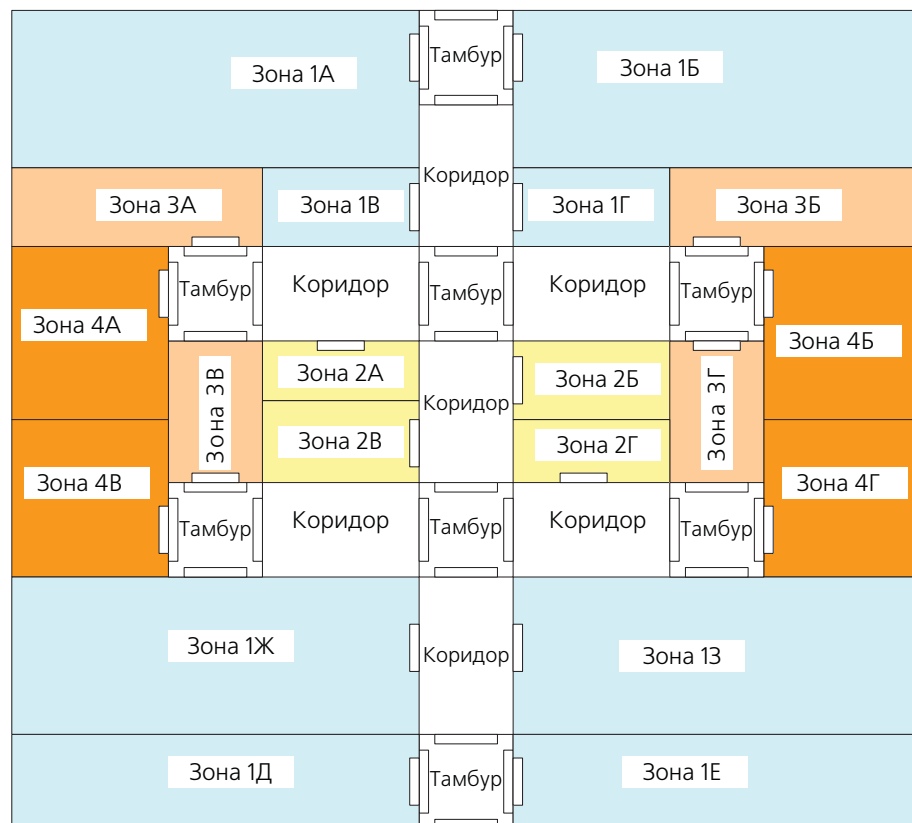 Тамбур
Зона 1А
Зона 1Б
Коридор
Зона 3А
Зона 1В
Зона 1Г
Зона 3Б
Тамбур
Коридор
Тамбур
Коридор
Тамбур
Зона 4А
Зона 4Б
Зона 3В
Зона 2А
Коридор
Зона 2Б
Зона 3Г
Зона 2В
Зона 2Г
Зона 4В
Зона 4Г
Тамбур
Коридор
Тамбур
Коридор
Тамбур
Зона 1Ж
Коридор
Зона 1З
Зона 1Д
Тамбур
Зона 1Е